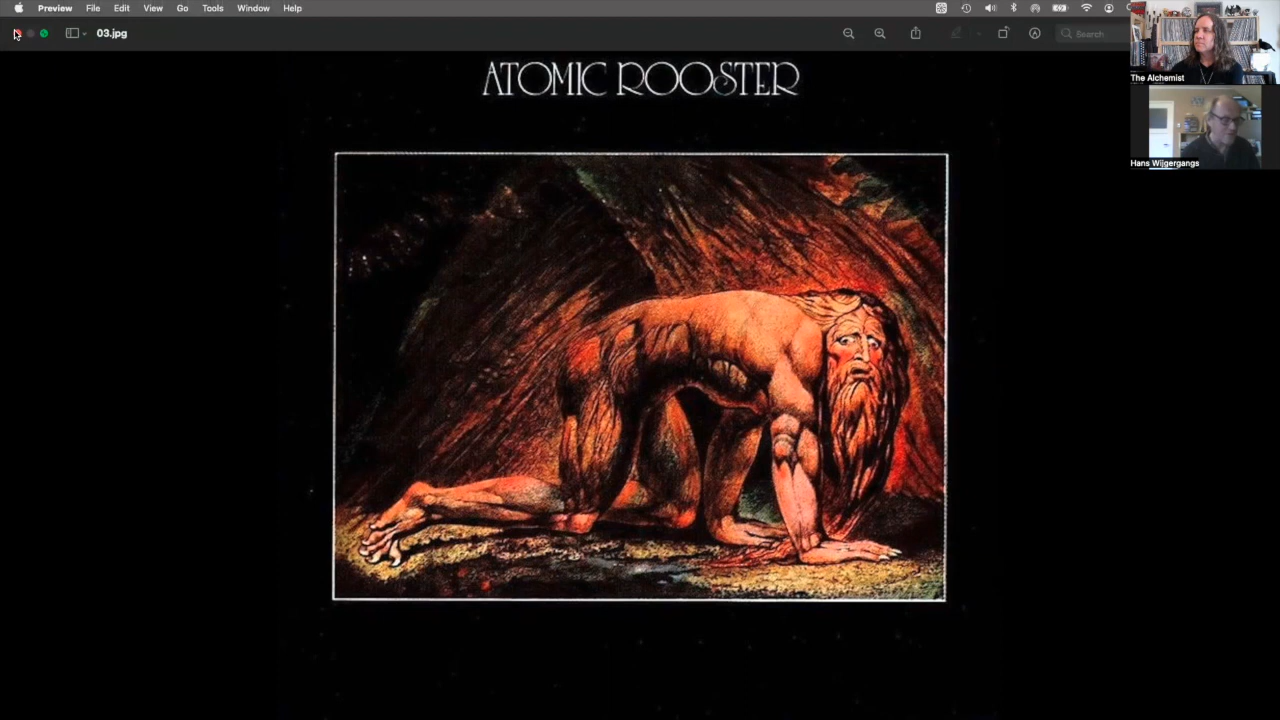 Preview File Edit View Go Tools Window Help
03.jpg
Search
ATOMIC ROOSTER
The Alchemist
Hans Wijgergangs